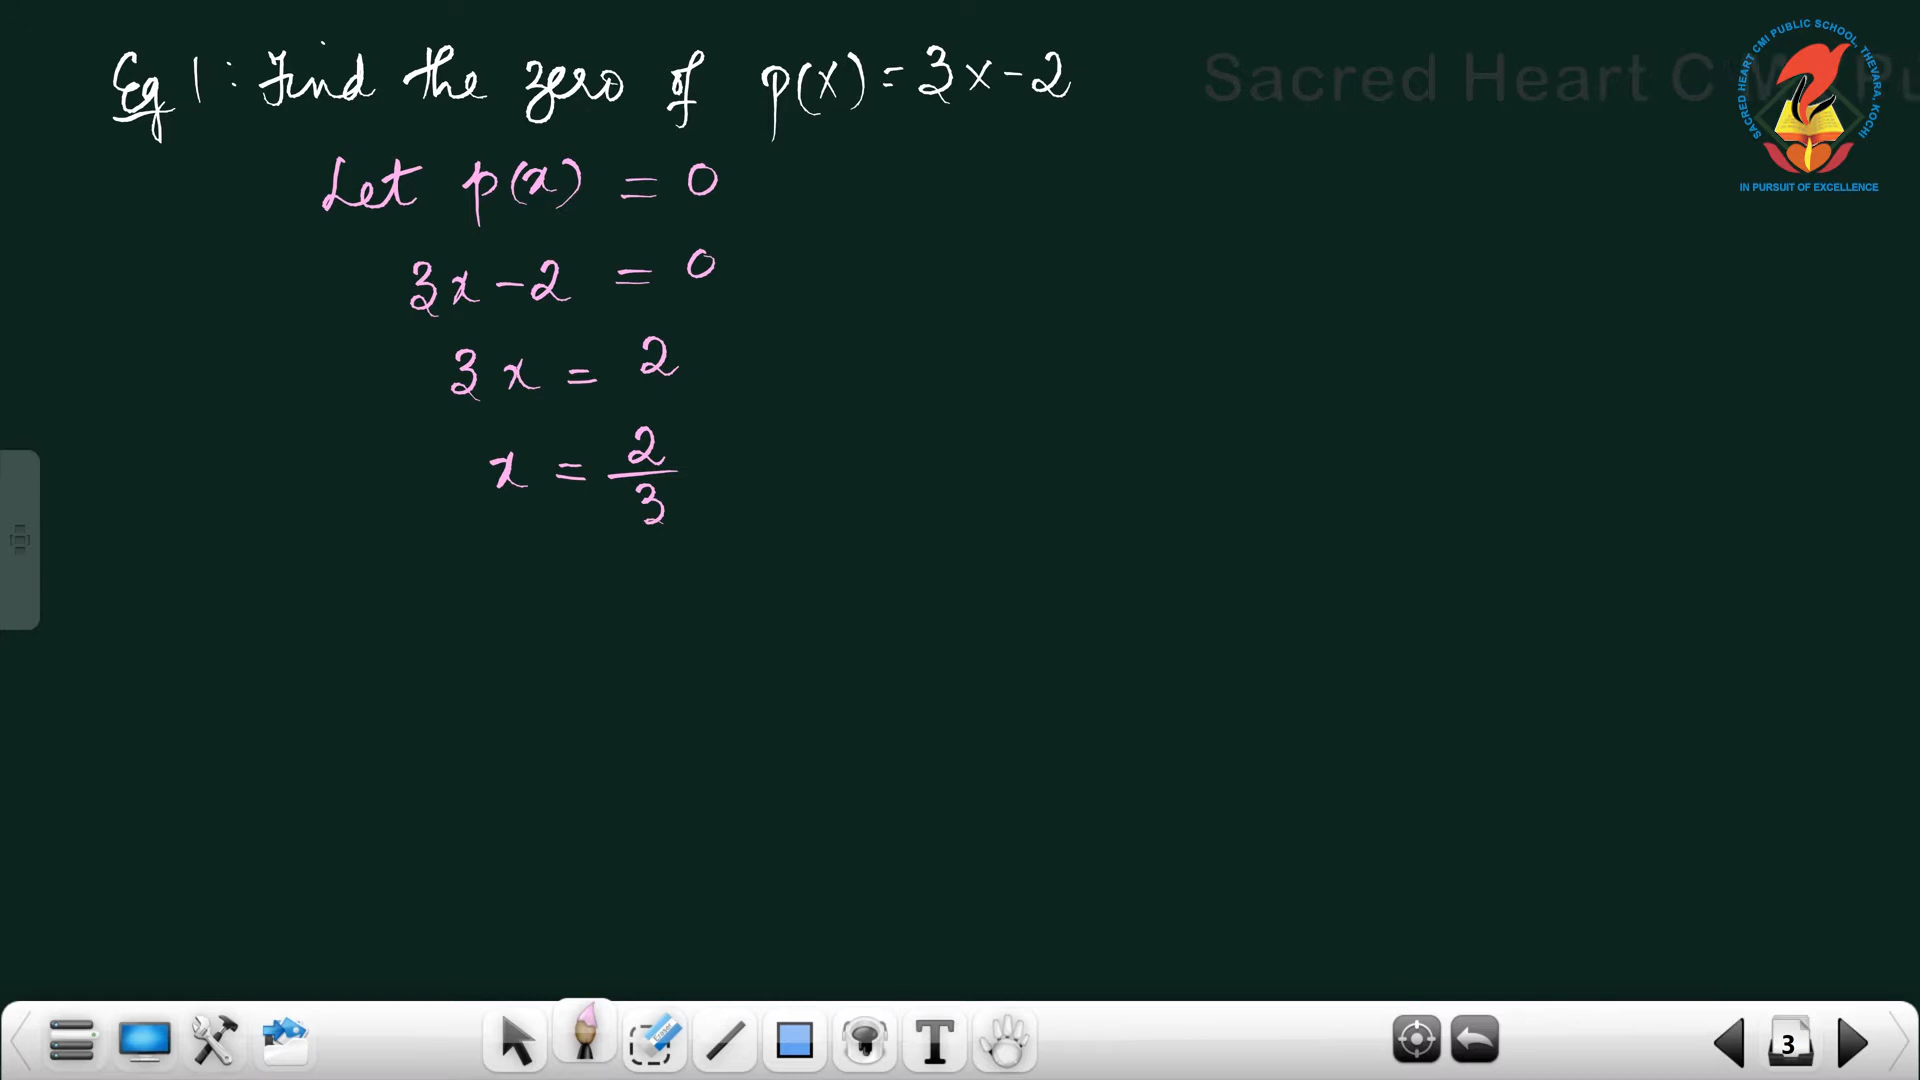 Eg 1: Find the zero of p(x) = 3x - 2
Let p(x) = 0
3x - 2 = 0
3x = 2
x = 2/3
Sacred Heart C
SACRED HEART CMI PUBLIC SCHOOL, THEVARA, KOCHI
IN PURSUIT OF EXCELLENCE
eraser
T
3